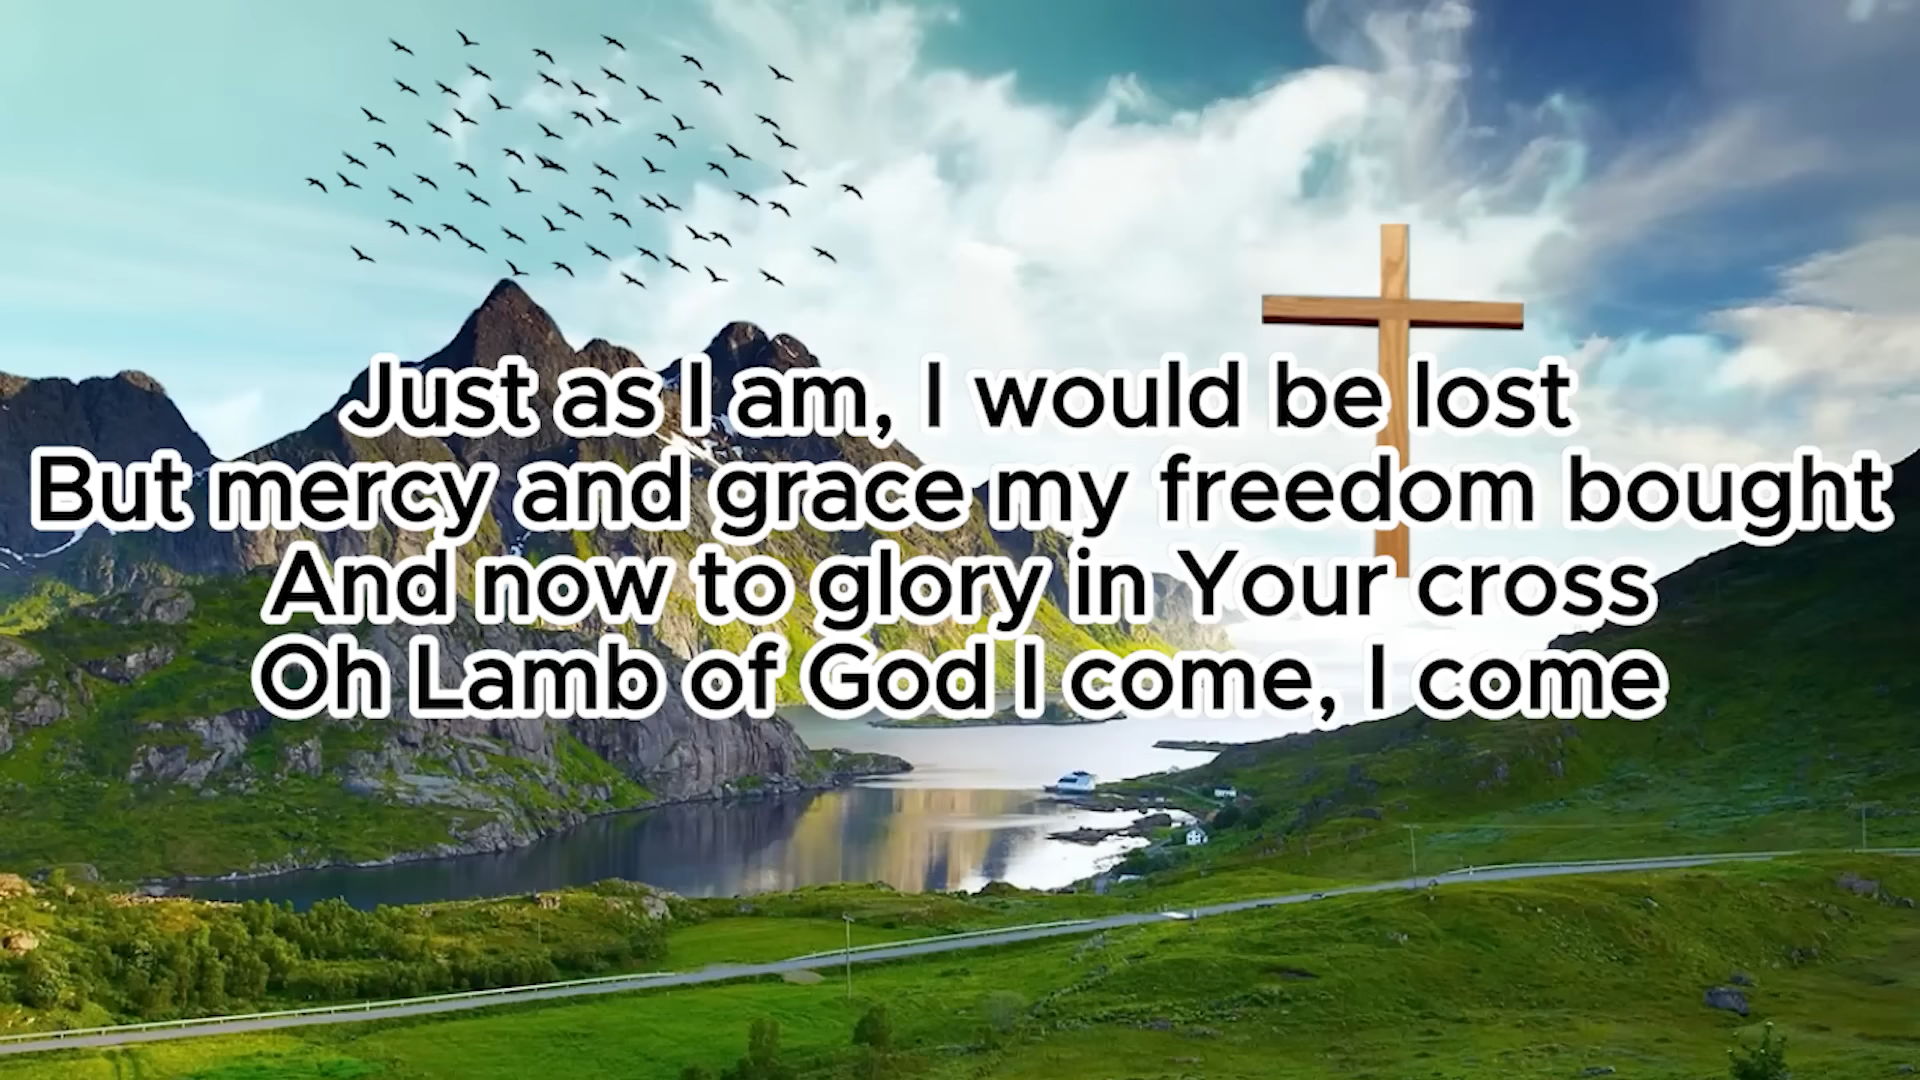 Just as I am, I would be lost
But mercy and grace my freedom bought
And now to glory in Your cross
Oh Lamb of God I come, I come